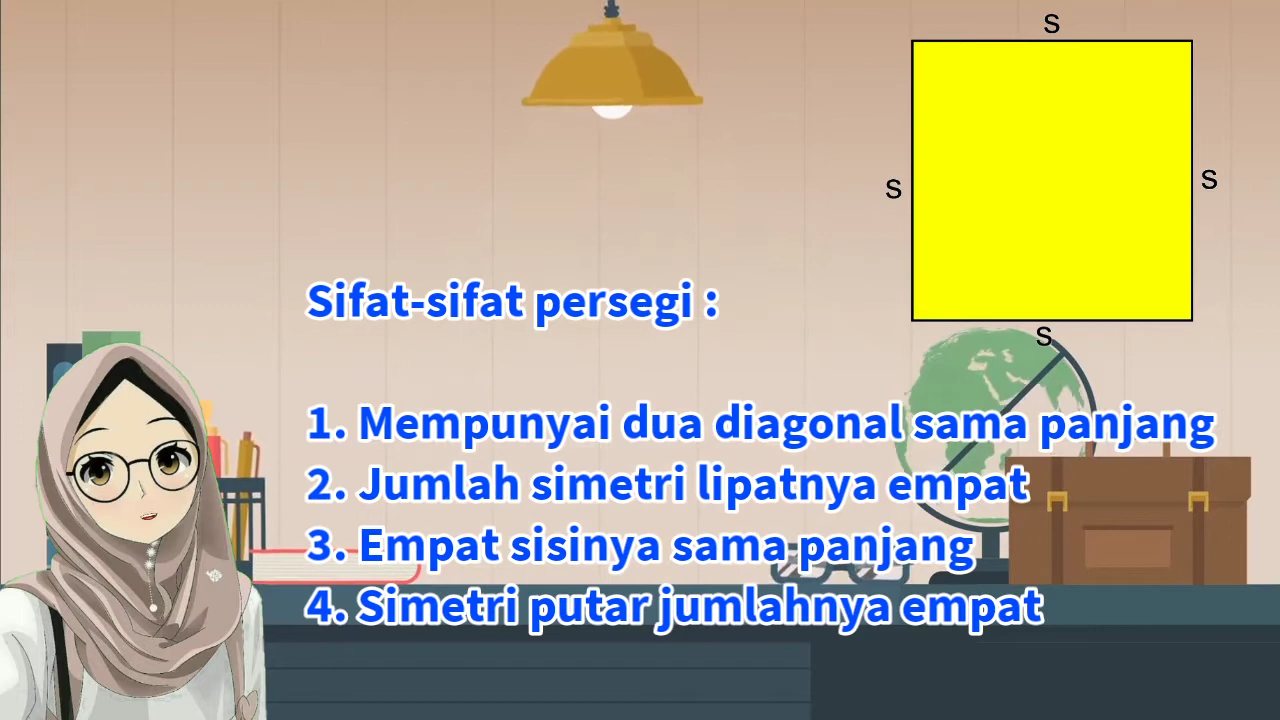 S
S
S
S
Sifat-sifat persegi :
1. Mempunyai dua diagonal sama panjang
2. Jumlah simetri lipatnya empat
3. Empat sisinya sama panjang
4. Simetri putar jumlahnya empat